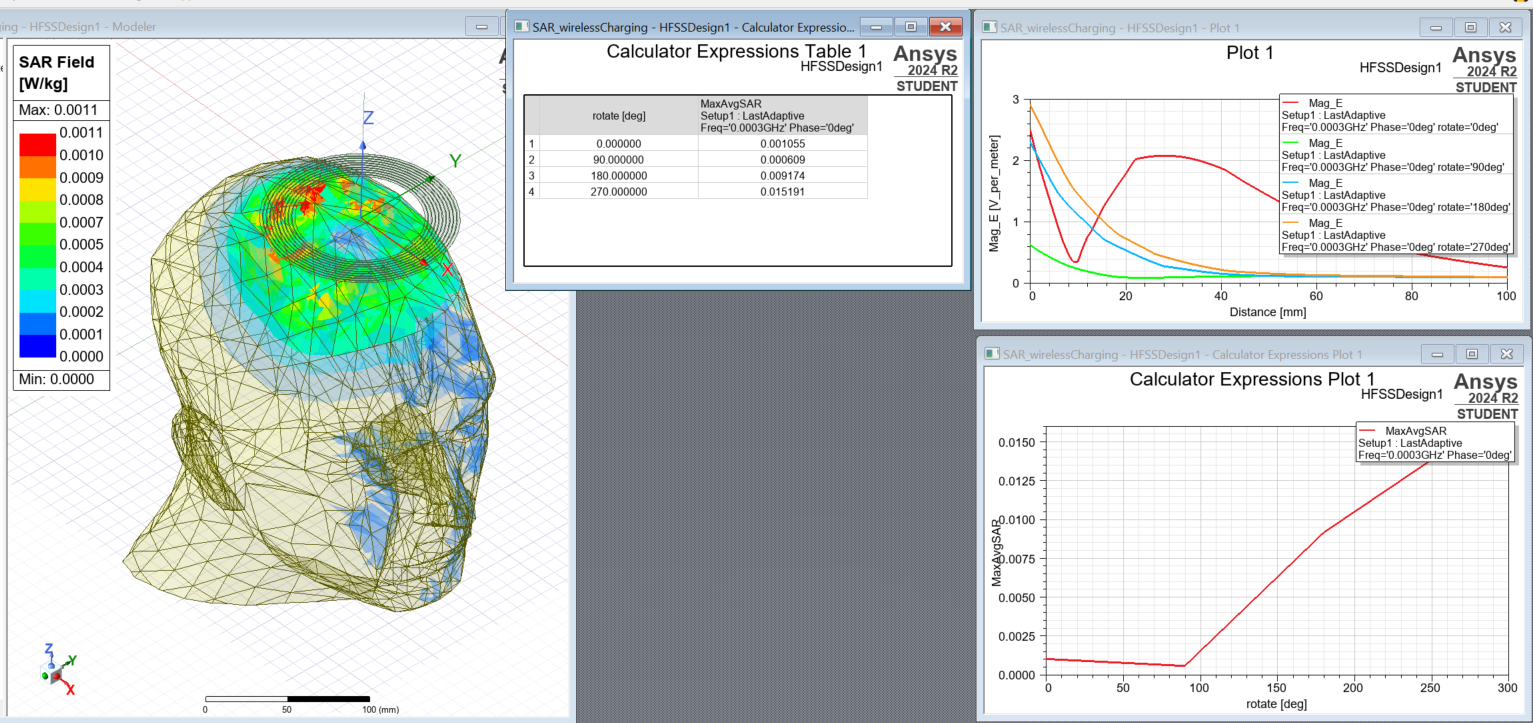 ging - HFSSDesign1 - Modeler
SAR Field
[W/kg]
Max: 0.0011
0.0011
0.0010
0.0009
0.0008
0.0007
0.0005
0.0004
0.0003
0.0002
0.0001
0.0000
Min: 0.0000
Z
Y
X
Z
Y
X
0 50 100 (mm)
SAR_wirelessCharging - HFSSDesign1 - Calculator Expressio...
Calculator Expressions Table 1
HFSSDesign1
Ansys
2024 R2
STUDENT
rotate [deg]
MaxAvgSAR
Setup1 : LastAdaptive
Freq='0.0003GHz' Phase='0deg'
1 0.000000 0.001055
2 90.000000 0.000609
3 180.000000 0.009174
4 270.000000 0.015191
SAR_wirelessCharging - HFSSDesign1 - Plot 1
Plot 1
HFSSDesign1
Ansys
2024 R2
STUDENT
Mag_E
Setup1 : LastAdaptive
Freq='0.0003GHz' Phase='0deg' rotate='0deg'
Mag_E
Setup1 : LastAdaptive
Freq='0.0003GHz' Phase='0deg' rotate='90deg'
Mag_E
Setup1 : LastAdaptive
Freq='0.0003GHz' Phase='0deg' rotate='180deg'
Mag_E
Setup1 : LastAdaptive
Freq='0.0003GHz' Phase='0deg' rotate='270deg'
Mag_E [V_per_meter]
3
2
1
0
0 20 40 60 80 100
Distance [mm]
SAR_wirelessCharging - HFSSDesign1 - Calculator Expressions Plot 1
Calculator Expressions Plot 1
HFSSDesign1
Ansys
2024 R2
STUDENT
MaxAvgSAR
Setup1 : LastAdaptive
Freq='0.0003GHz' Phase='0deg'
MaxAvgSAR
0.0150
0.0125
0.0100
0.0075
0.0050
0.0025
0.0000
0 50 100 150 200 250 300
rotate [deg]